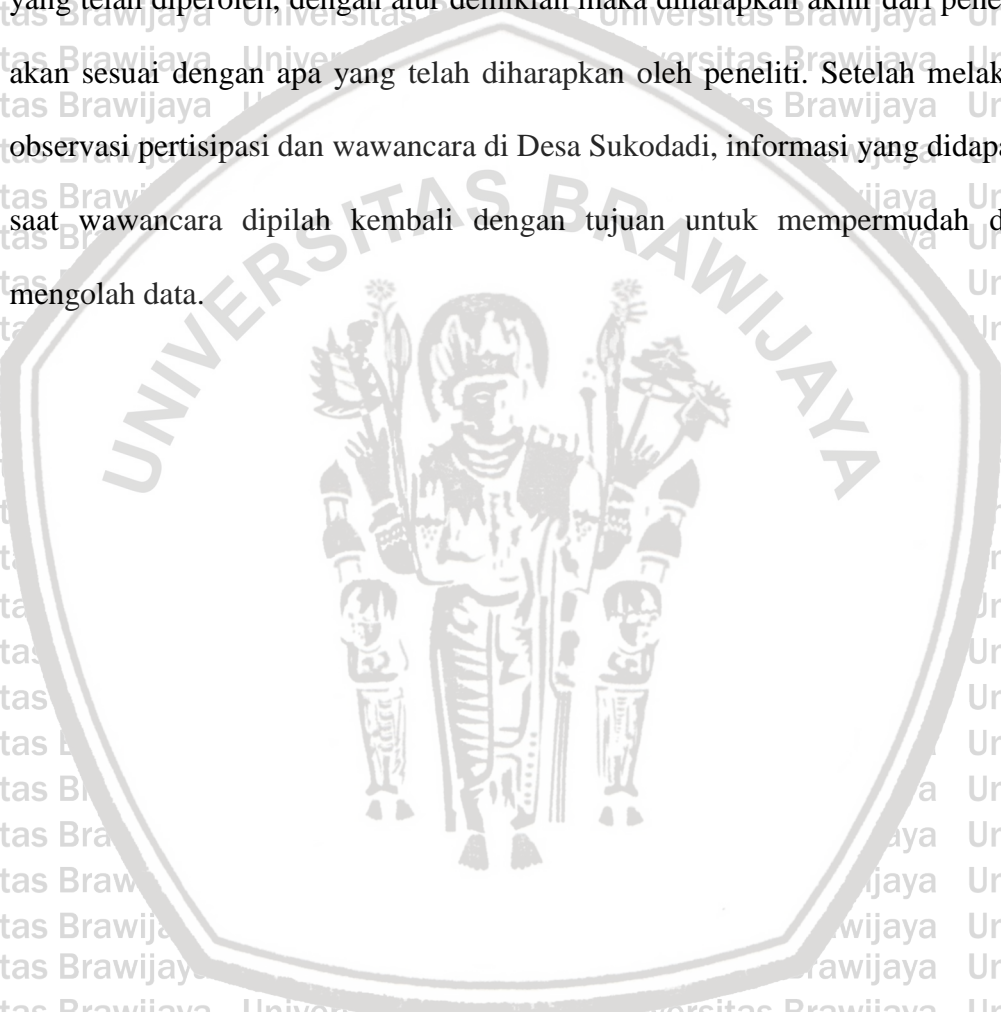 yang telah diperoleh, dengan alur demikian maka diharapkan akhir dari pene
akan sesuai dengan apa yang telah diharapkan oleh peneliti. Setelah melak
observasi pertisipasi dan wawancara di Desa Sukodadi, informasi yang didapa
saat wawancara dipilah kembali dengan tujuan untuk mempermudah d
mengolah data.
UNIVERSITAS BRAWIJAYA